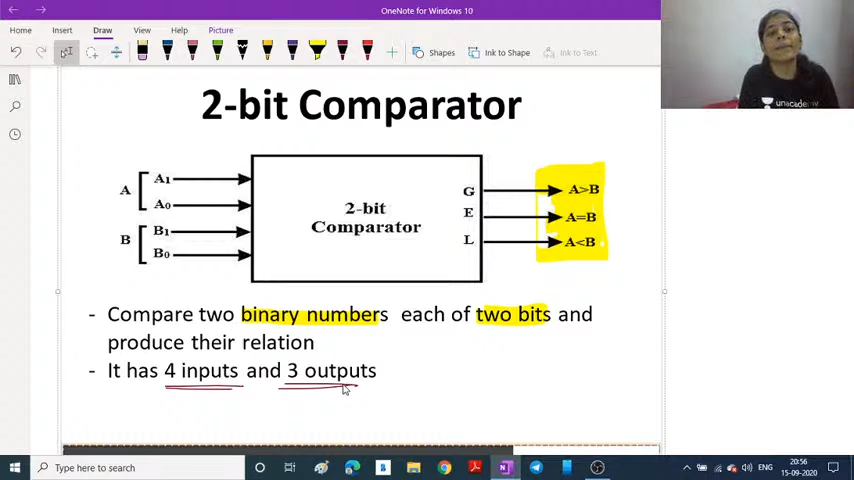 OneNote for Windows 10
Home Insert Draw View Help Picture
Shapes Ink to Shape Ink to Text
unacademy
2-bit Comparator
A A1 A0
B B1 B0
2-bit
Comparator
G A>B
E A=B
L A<B
- Compare two binary numbers each of two bits and
produce their relation
- It has 4 inputs and 3 outputs
Type here to search
ENG
20:56
15-09-2020